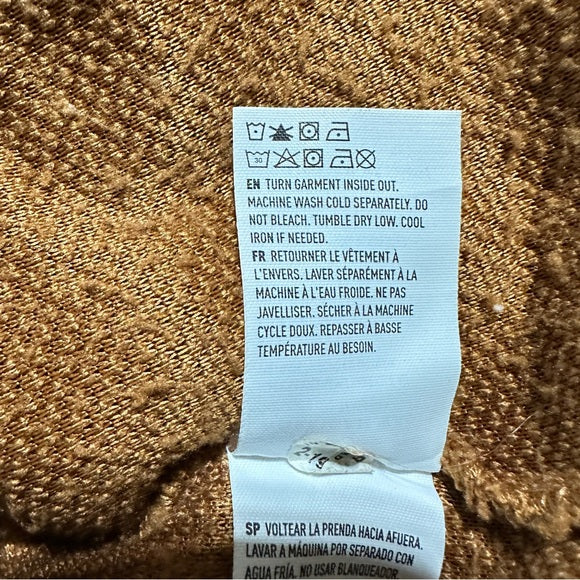 30
EN TURN GARMENT INSIDE OUT.
MACHINE WASH COLD SEPARATELY. DO
NOT BLEACH. TUMBLE DRY LOW. COOL
IRON IF NEEDED.
FR RETOURNER LE VÊTEMENT À
L'ENVERS. LAVER SÉPARÉMENT À LA
MACHINE À L'EAU FROIDE. NE PAS
JAVELLISER. SÉCHER À LA MACHINE
CYCLE DOUX. REPASSER À BASSE
TEMPÉRATURE AU BESOIN.
SP VOLTEAR LA PRENDA HACIA AFUERA.
LAVAR A MÁQUINA POR SEPARADO CON
AGUA FRÍA. NO USAR BLANQUEADOR